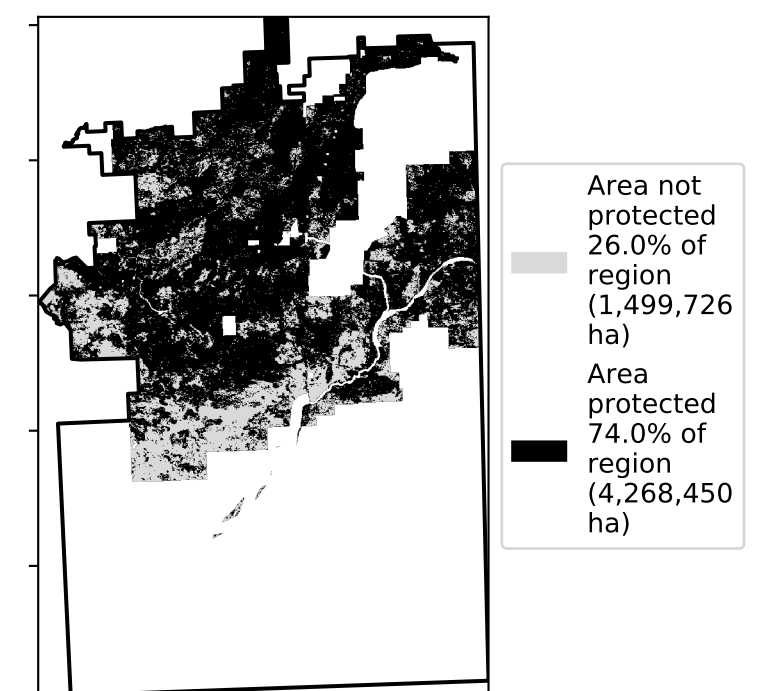 Area not
protected
26.0% of
region
(1,499,726
ha)
Area
protected
74.0% of
region
(4,268,450
ha)